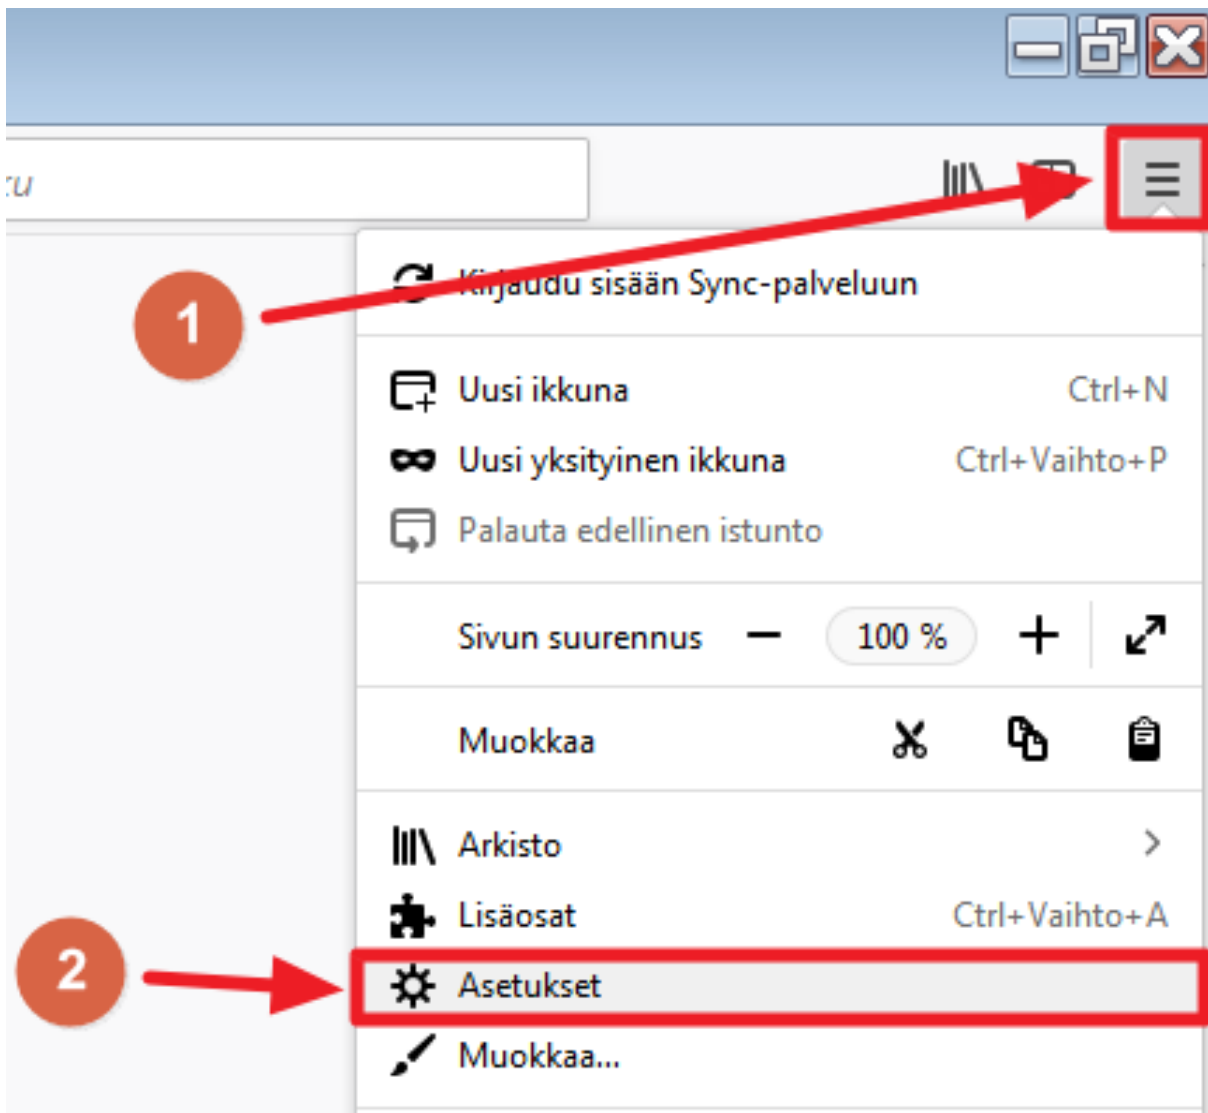 1
Kirjaudu sisään Sync-palveluun
Uusi ikkuna Ctrl+N
Uusi yksityinen ikkuna Ctrl+Vaihto+P
Palauta edellinen istunto
Sivun suurennus 100 %
Muokkaa
Arkisto
Lisäosat Ctrl+Vaihto+A
2 Asetukset
Muokkaa...